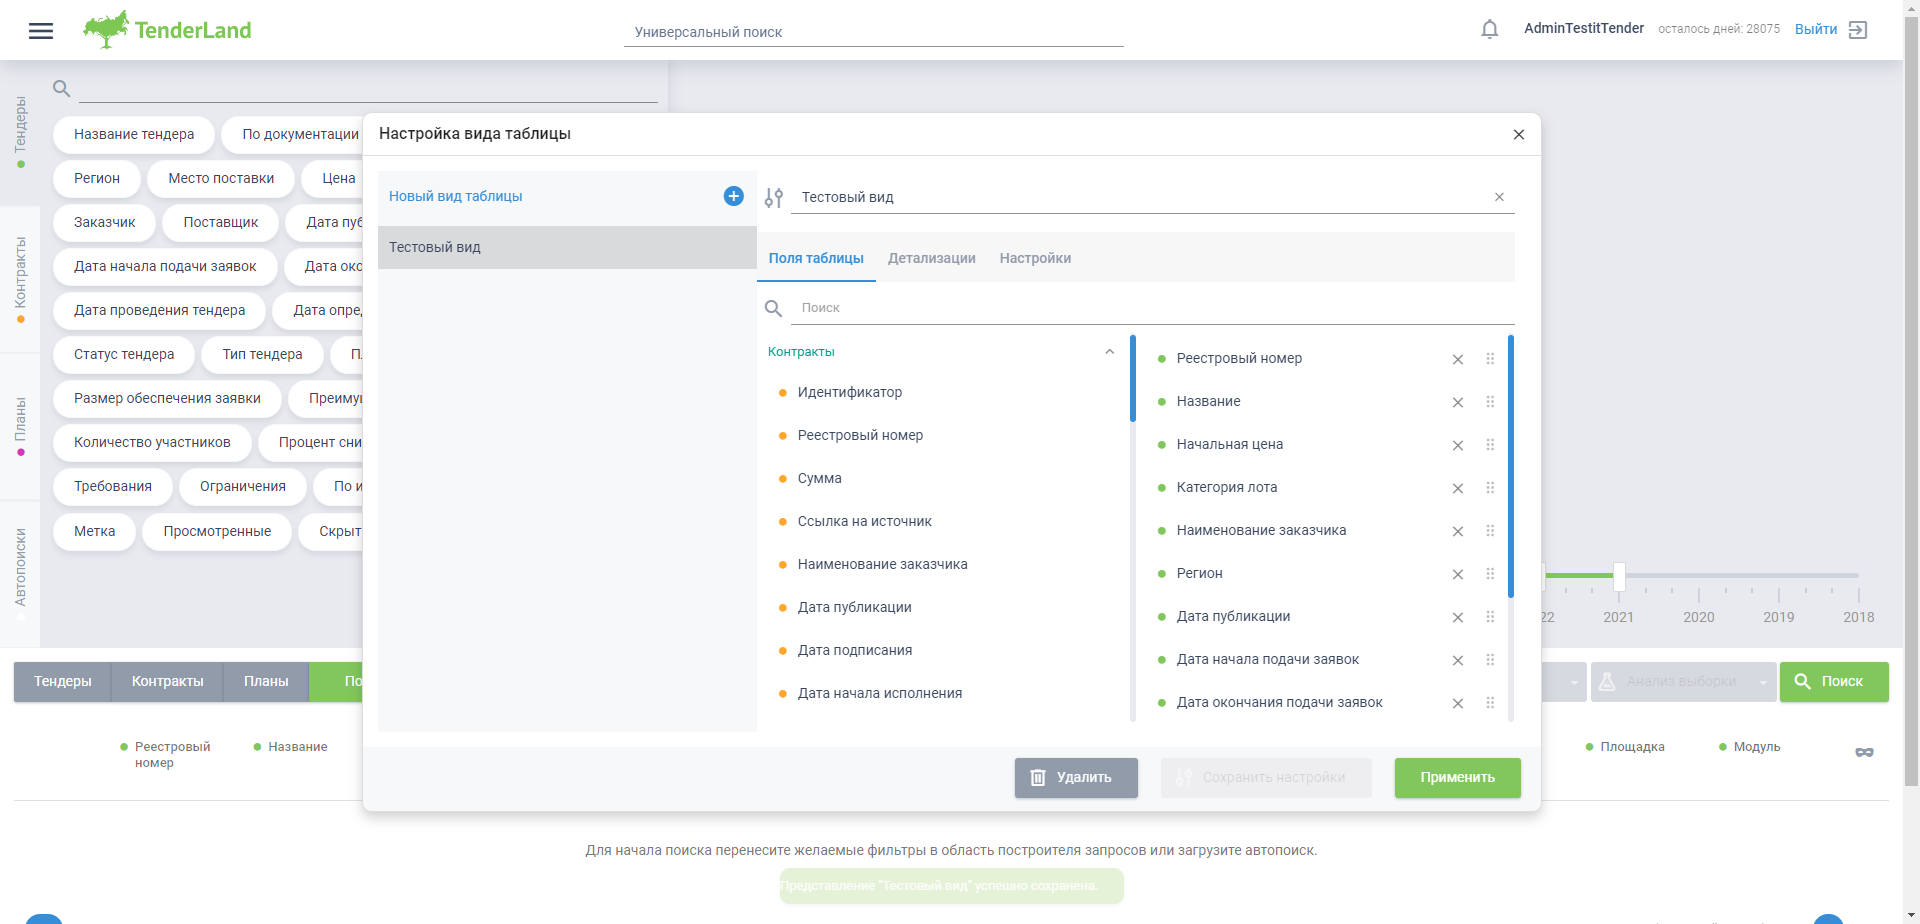 TenderLand
Универсальный поиск
AdminTestitTender
осталось дней: 28075
Выйти
Тендеры
Контракты
Планы
Автопоиски
Название тендера
По документации
Регион
Место поставки
Цена
Заказчик
Поставщик
Дата пуб
Дата начала подачи заявок
Дата око
Дата проведения тендера
Дата опре
Статус тендера
Тип тендера
Размер обеспечения заявки
Преиму
Количество участников
Процент сни
Требования
Ограничения
По и
Метка
Просмотренные
Скрыт
Настройка вида таблицы
Новый вид таблицы
Тестовый вид
Тестовый вид
Поля таблицы
Детализации
Настройки
Поиск
Контракты
Идентификатор
Реестровый номер
Сумма
Ссылка на источник
Наименование заказчика
Дата публикации
Дата подписания
Дата начала исполнения
Реестровый номер
Название
Начальная цена
Категория лота
Наименование заказчика
Регион
Дата публикации
Дата начала подачи заявок
Дата окончания подачи заявок
Удалить
Сохранить настройки
Применить
22
2021
2020
2019
2018
Тендеры
Контракты
Планы
По
Анализ выборки
Поиск
Реестровый
номер
Название
Площадка
Модуль
Для начала поиска перенесите желаемые фильтры в область построителя запросов или загрузите автопоиск.
Представление "Тестовый вид" успешно сохранена.